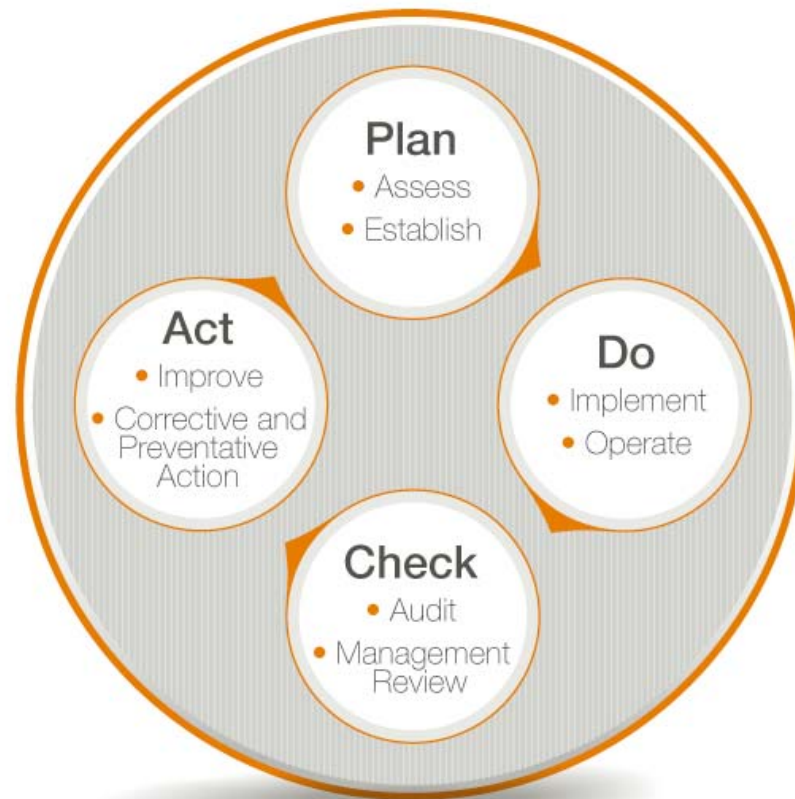 Plan
• Assess
• Establish
Do
• Implement
• Operate
Check
• Audit
• Management
Review
Act
• Improve
• Corrective and
Preventative
Action